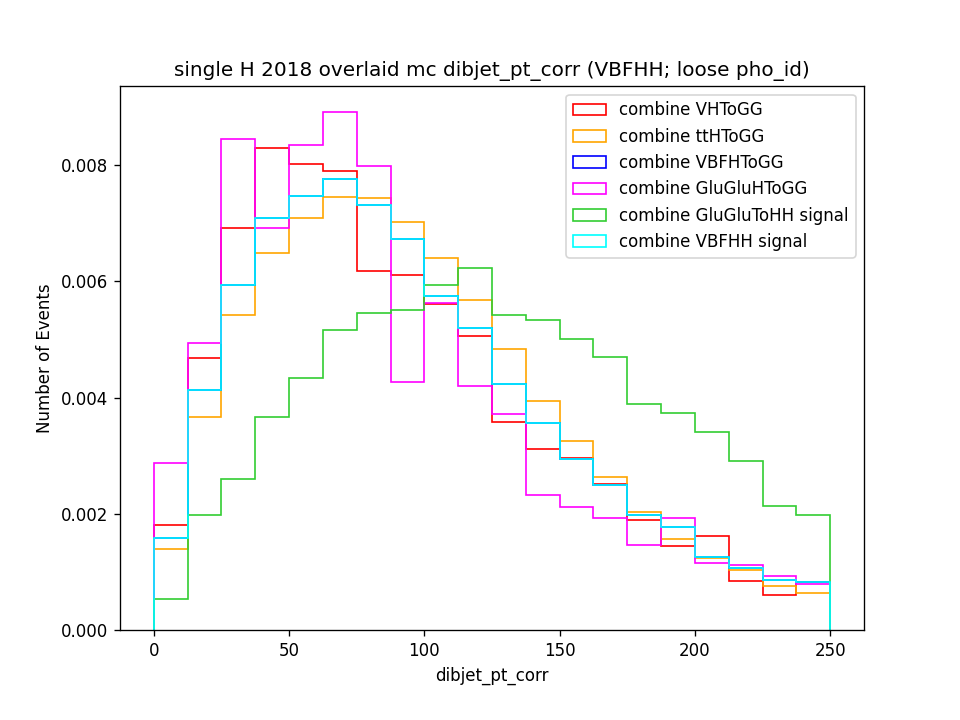 single H 2018 overlaid mc dibjet_pt_corr (VBFHH; loose pho_id)
combine VHToGG
combine ttHToGG
combine VBFHToGG
combine GluGluHToGG
combine GluGluToHH signal
combine VBFHH signal
Number of Events
0.008
0.006
0.004
0.002
0.000
0 50 100 150 200 250
dibjet_pt_corr